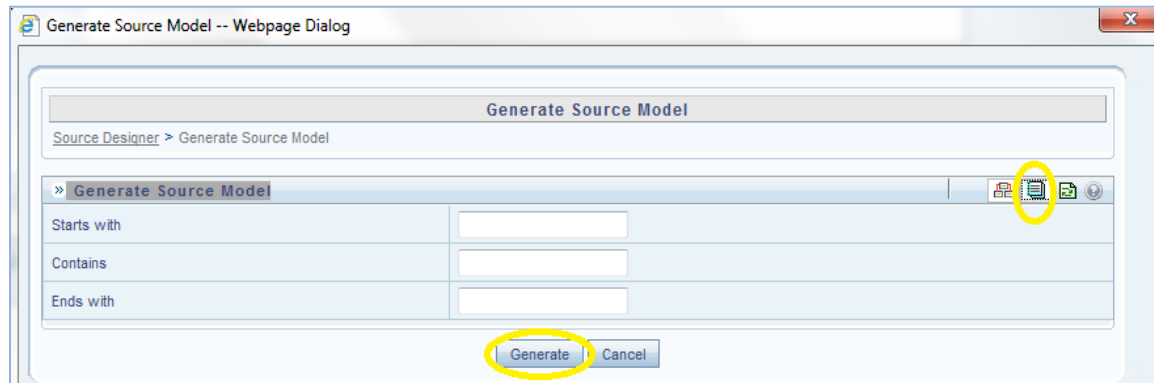 Generate Source Model -- Webpage Dialog
X
Generate Source Model
Source Designer > Generate Source Model
» Generate Source Model
Starts with
Contains
Ends with
Generate Cancel